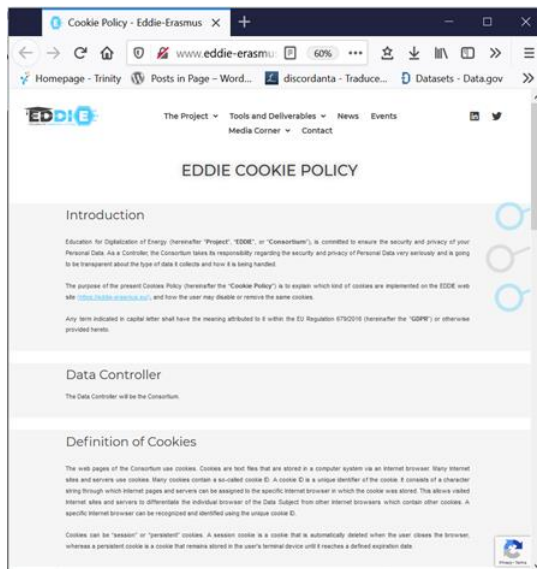 Cookie Policy - Eddie-Erasmus
www.eddie-erasmu
60%
Homepage - Trinity
Posts in Page – Word...
discordanta - Traduce...
Datasets - Data.gov
EDDIE
The Project
Tools and Deliverables
News
Events
Media Corner
Contact
EDDIE COOKIE POLICY
Introduction
Education for Digitalization of Energy (hereinafter "Project", "EDDIE", or "Consortium"), is committed to ensure the security and privacy of your
Personal Data. As a Controller, the Consortium takes its responsibility regarding the security and privacy of Personal Data very seriously and is going
to be transparent about the type of data it collects and how it is being handled.
The purpose of the present Cookies Policy (hereinafter the "Cookie Policy") is to explain which kind of cookies are implemented on the EDDIE web
site (https://eddie-erasmus.eu/), and how the user may disable or remove the same cookies.
Any term indicated in capital letter shall have the meaning attributed to it within the EU Regulation 679/2016 (hereinafter the "GDPR") or otherwise
provided hereto.
Data Controller
The Data Controller will be the Consortium.
Definition of Cookies
The web pages of the Consortium use cookies. Cookies are text files that are stored in a computer system via an Internet browser. Many Internet
sites and servers use cookies. Many cookies contain a so-called cookie ID. A cookie ID is a unique identifier of the cookie. It consists of a character
string through which Internet pages and servers can be assigned to the specific Internet browser in which the cookie was stored. This allows visited
Internet sites and servers to differentiate the individual browser of the Data Subject from other Internet browsers, which contain other cookies. A
specific Internet browser can be recognized and identified using the unique cookie ID.
Cookies can be "session" or "persistent" cookies. A session cookie is a cookie that is automatically deleted when the user closes the browser,
whereas a persistent cookie is a cookie that remains stored in the user's terminal device until it reaches a defined expiration date.
Privacy - Terms